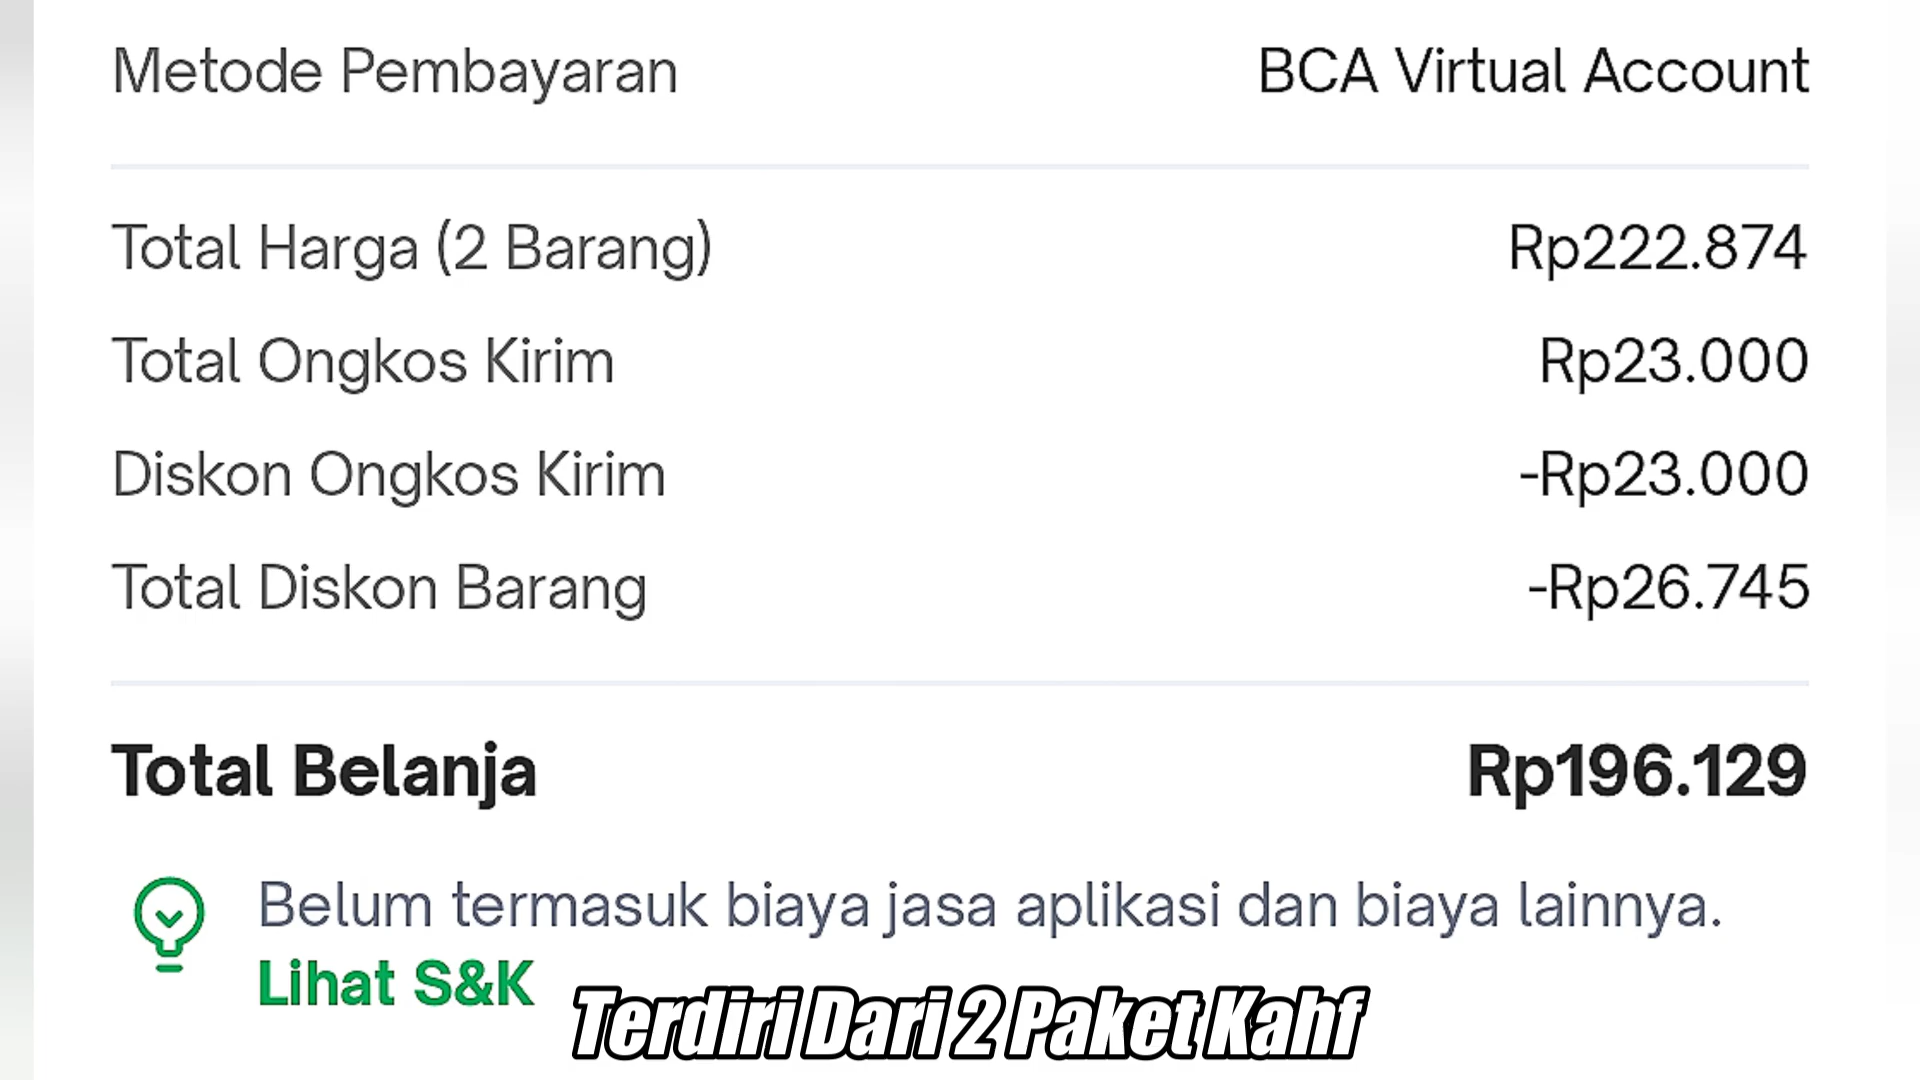 Metode Pembayaran BCA Virtual Account
Total Harga (2 Barang) Rp222.874
Total Ongkos Kirim Rp23.000
Diskon Ongkos Kirim -Rp23.000
Total Diskon Barang -Rp26.745
Total Belanja Rp196.129
Belum termasuk biaya jasa aplikasi dan biaya lainnya.
Lihat S&K
Terdiri Dari 2 Paket Kahf